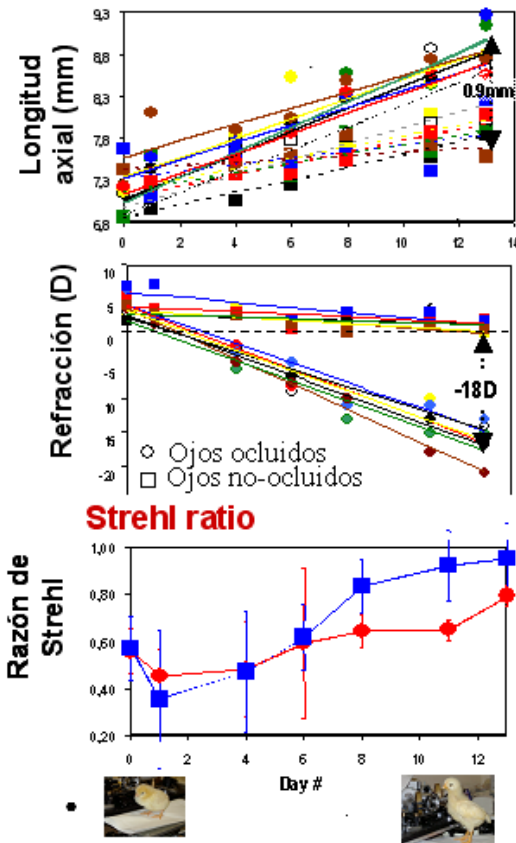 Longitud
axial (mm)
9,3
8,8
8,3
7,8
7,3
6,8
0.9mm
0 2 4 6 8 10 12 14
Refracción (D)
10
5
0
-5
-10
-15
-20
-18D
○ Ojos ocluidos
□ Ojos no-ocluidos
Strehl ratio
Razón de
Strehl
1,00
0,80
0,60
0,40
0,20
0 2 4 6 8 10 12
Day #